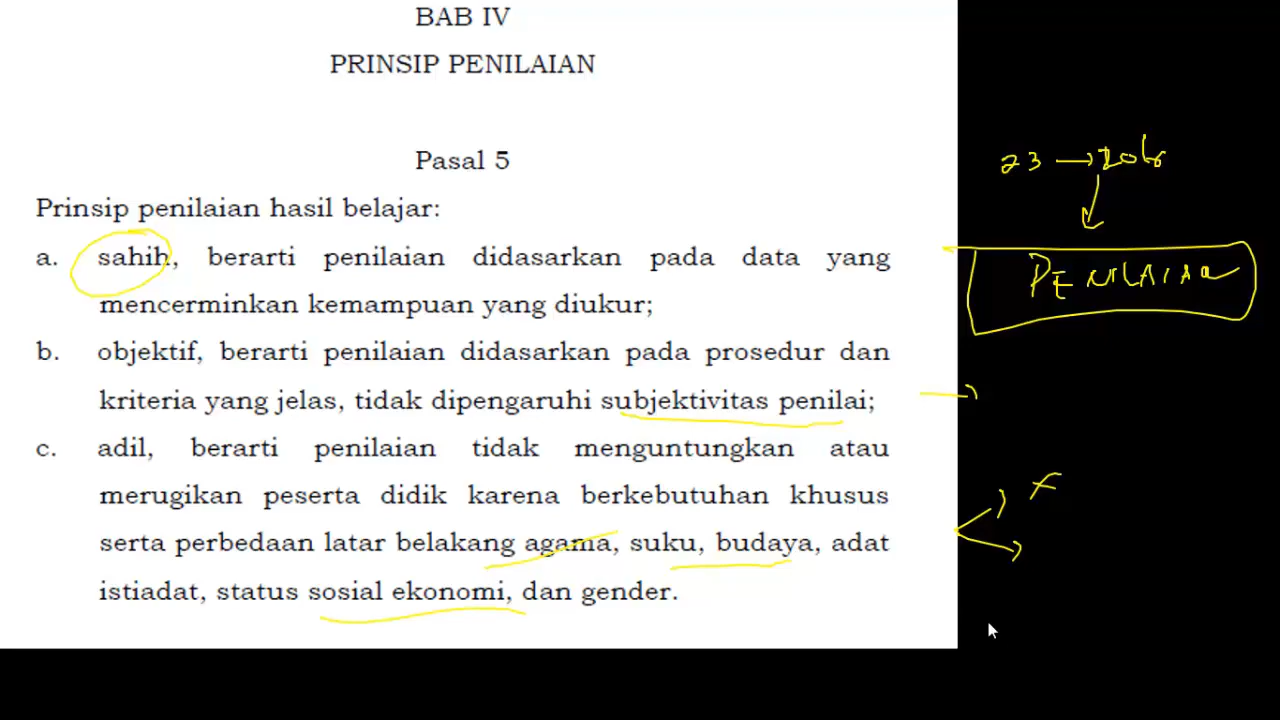 BAB IV
PRINSIP PENILAIAN
Pasal 5
Prinsip penilaian hasil belajar:
a. sahih, berarti penilaian didasarkan pada data yang
mencerminkan kemampuan yang diukur;
b. objektif, berarti penilaian didasarkan pada prosedur dan
kriteria yang jelas, tidak dipengaruhi subjektivitas penilai;
c. adil, berarti penilaian tidak menguntungkan atau
merugikan peserta didik karena berkebutuhan khusus
serta perbedaan latar belakang agama, suku, budaya, adat
istiadat, status sosial ekonomi, dan gender.
23 →
PENILAIAN